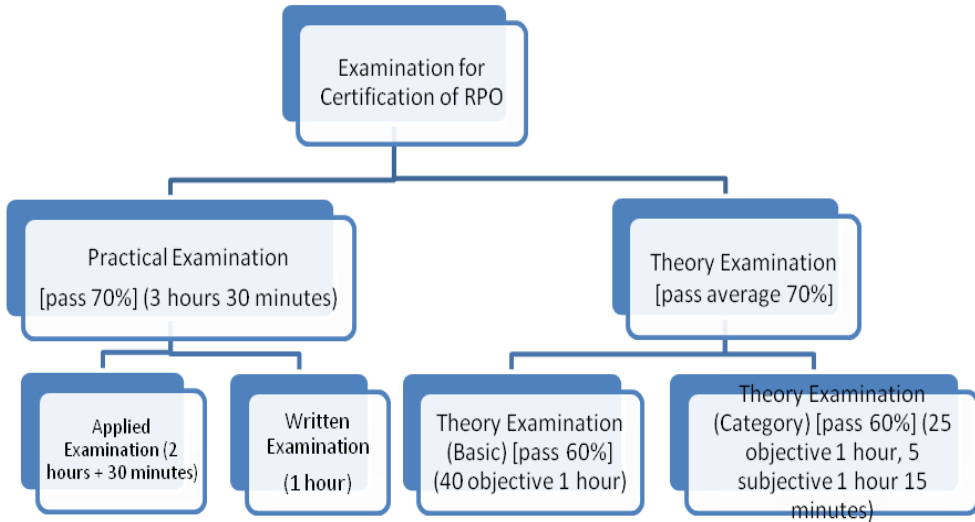 Examination for
Certification of RPO
Practical Examination
[pass 70%] (3 hours 30 minutes)
Theory Examination
[pass average 70%]
Applied
Examination (2
hours + 30 minutes)
Written
Examination
(1 hour)
Theory Examination
(Basic) [pass 60%]
(40 objective 1 hour)
Theory Examination
(Category) [pass 60%] (25
objective 1 hour, 5
subjective 1 hour 15
minutes)